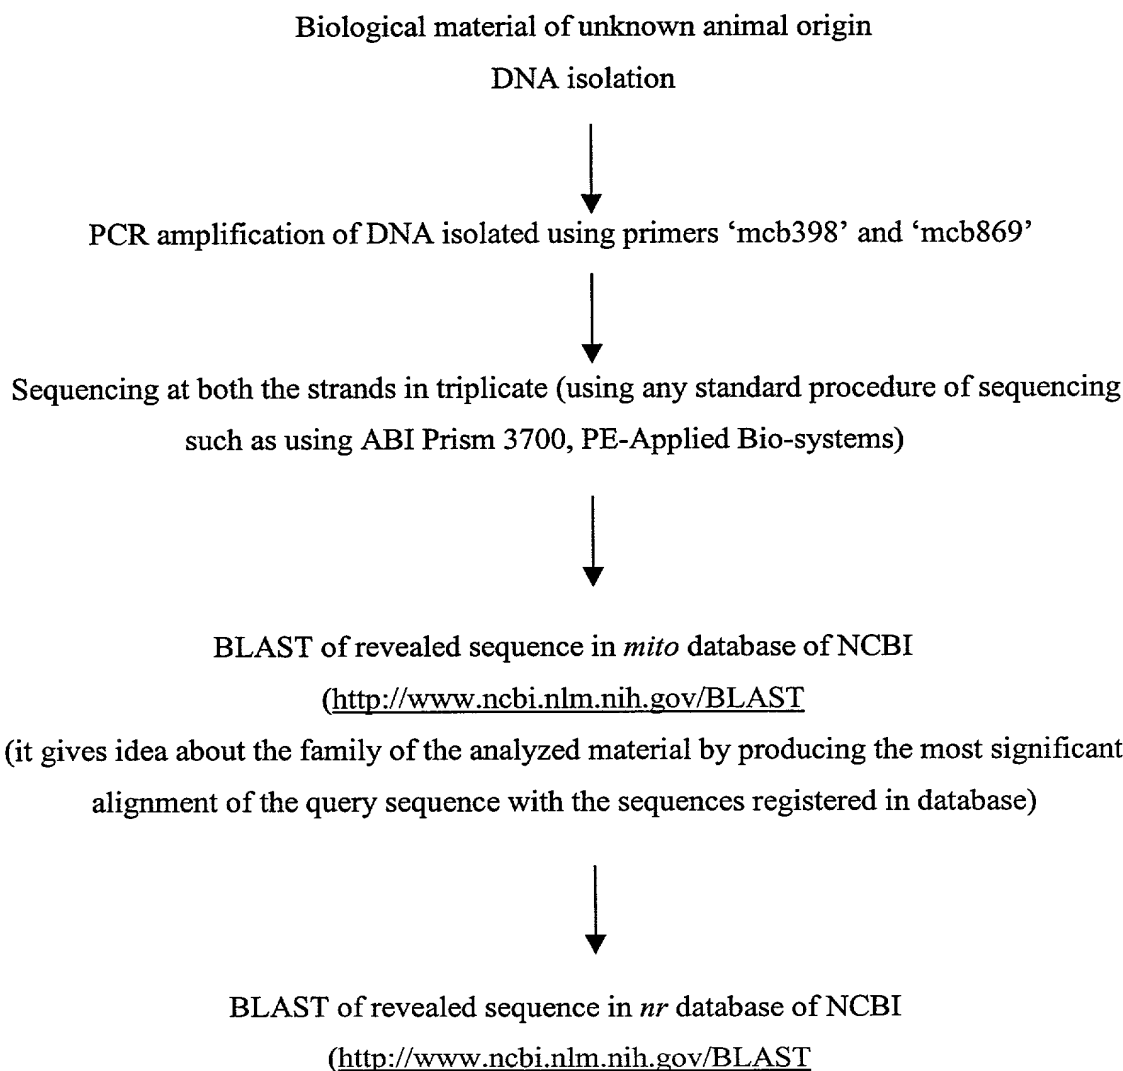 Biological material of unknown animal origin
DNA isolation
PCR amplification of DNA isolated using primers ‘mcb398’ and ‘mcb869’
Sequencing at both the strands in triplicate (using any standard procedure of sequencing
such as using ABI Prism 3700, PE-Applied Bio-systems)
BLAST of revealed sequence in mito database of NCBI
(http://www.ncbi.nlm.nih.gov/BLAST
(it gives idea about the family of the analyzed material by producing the most significant
alignment of the query sequence with the sequences registered in database)
BLAST of revealed sequence in nr database of NCBI
(http://www.ncbi.nlm.nih.gov/BLAST